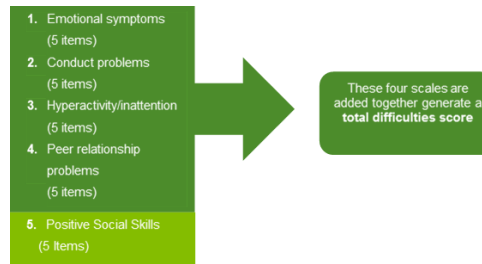 1. Emotional symptoms
(5 items)
2. Conduct problems
(5 items)
3. Hyperactivity/inattention
(5 items)
4. Peer relationship
problems
(5 items)
5. Positive Social Skills
(5 Items)
These four scales are
added together generate a
total difficulties score